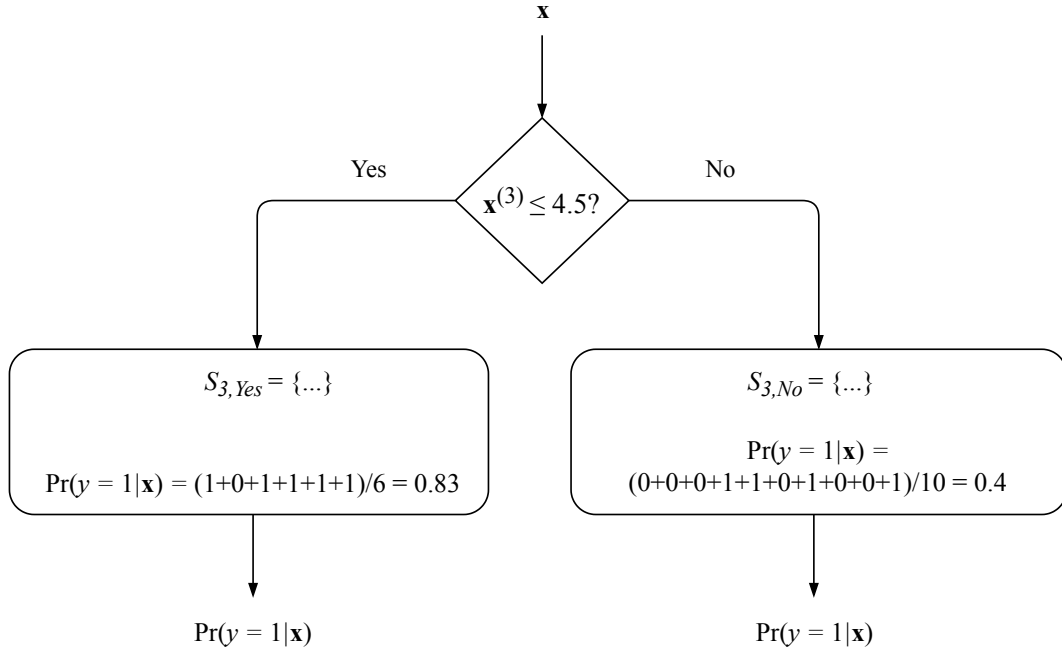 x
Yes
No
x(3) ≤ 4.5?
S3,Yes = {...}
Pr(y = 1|x) = (1+0+1+1+1+1)/6 = 0.83
S3,No = {...}
Pr(y = 1|x) =
(0+0+0+1+1+0+1+0+0+1)/10 = 0.4
Pr(y = 1|x)
Pr(y = 1|x)